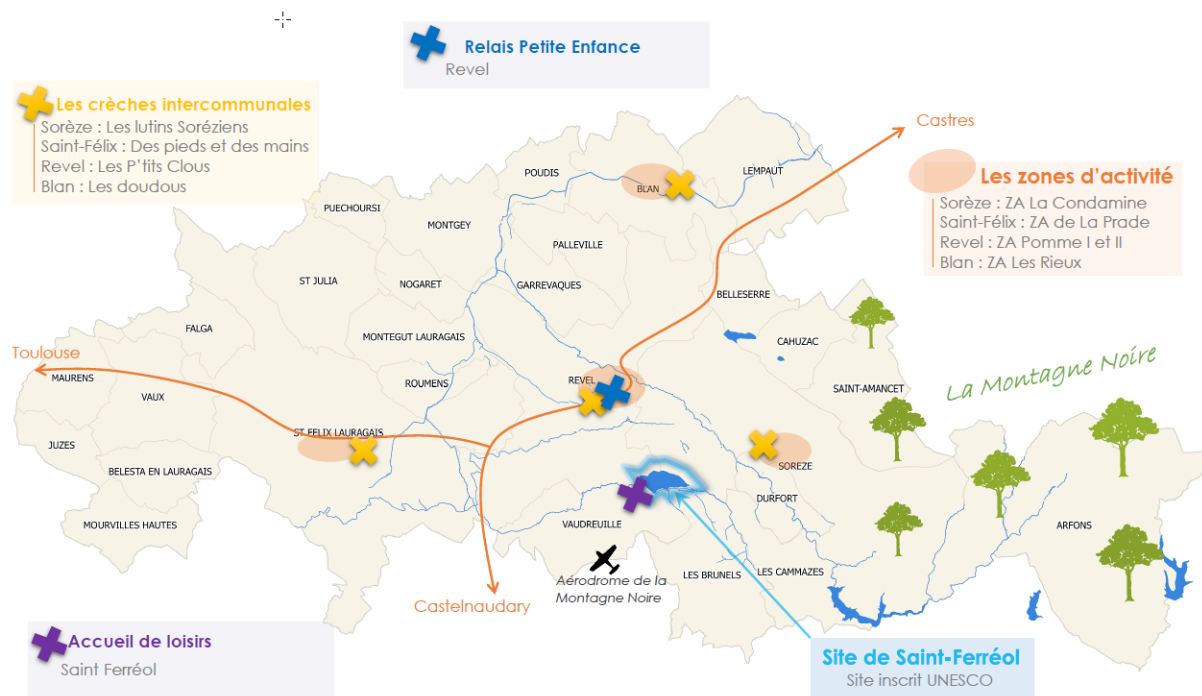 Relais Petite Enfance
Revel
Les crèches intercommunales
Sorèze : Les lutins Soréziens
Saint-Félix : Des pieds et des mains
Revel : Les P'tits Clous
Blan : Les doudous
Castres
Les zones d'activité
Sorèze : ZA La Condamine
Saint-Félix : ZA de La Prade
Revel : ZA Pomme I et II
Blan : ZA Les Rieux
POUDIS
BLAN
LEMPAUT
PUECHOURSI
MONTGEY
PALLEVILLE
ST JULIA
NOGARET
GARREVAQUES
BELLESERRE
FALGA
MONTEGUT LAURAGAIS
CAHUZAC
La Montagne Noire
Toulouse
MAURENS
VAUX
ROUMENS
REVEL
SAINT-AMANCET
JUZES
ST FELIX LAURAGAIS
BELESTA EN LAURAGAIS
SOREZE
DURFORT
MOURVILLES HAUTES
VAUDREUILLE
ARFONS
LES BRUNELS
LES CAMMAZES
Aérodrome de la
Montagne Noire
Castelnaudary
Accueil de loisirs
Saint Ferréol
Site de Saint-Ferréol
Site inscrit UNESCO